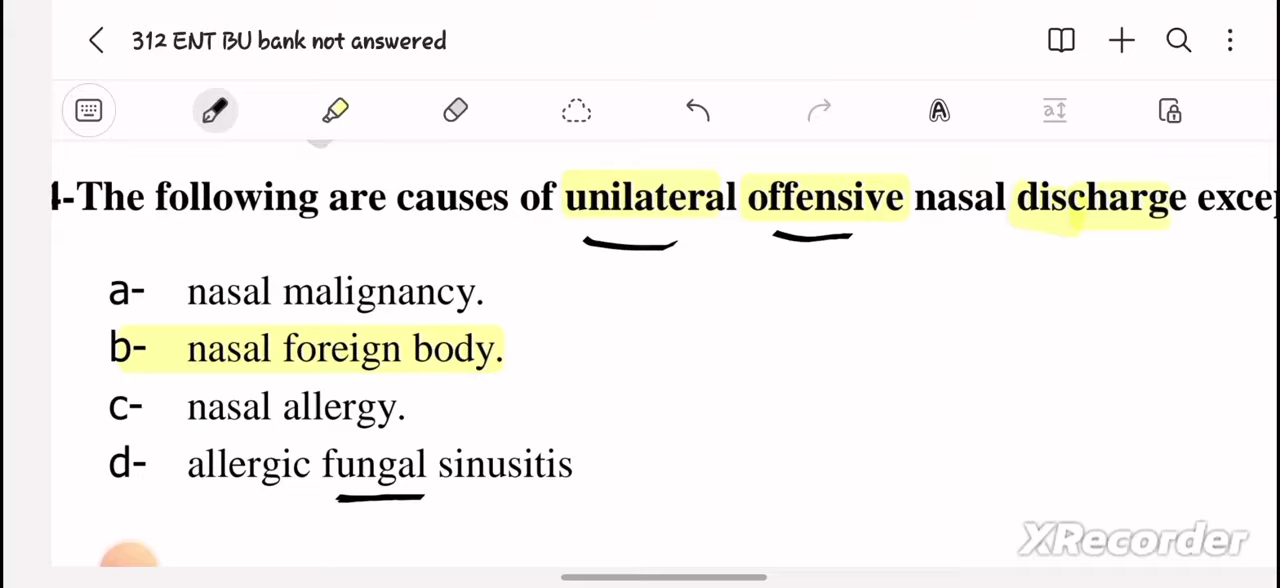 312 ENT BU bank not answered
4-The following are causes of unilateral offensive nasal discharge excep
a- nasal malignancy.
b- nasal foreign body.
c- nasal allergy.
d- allergic fungal sinusitis
XRecorder